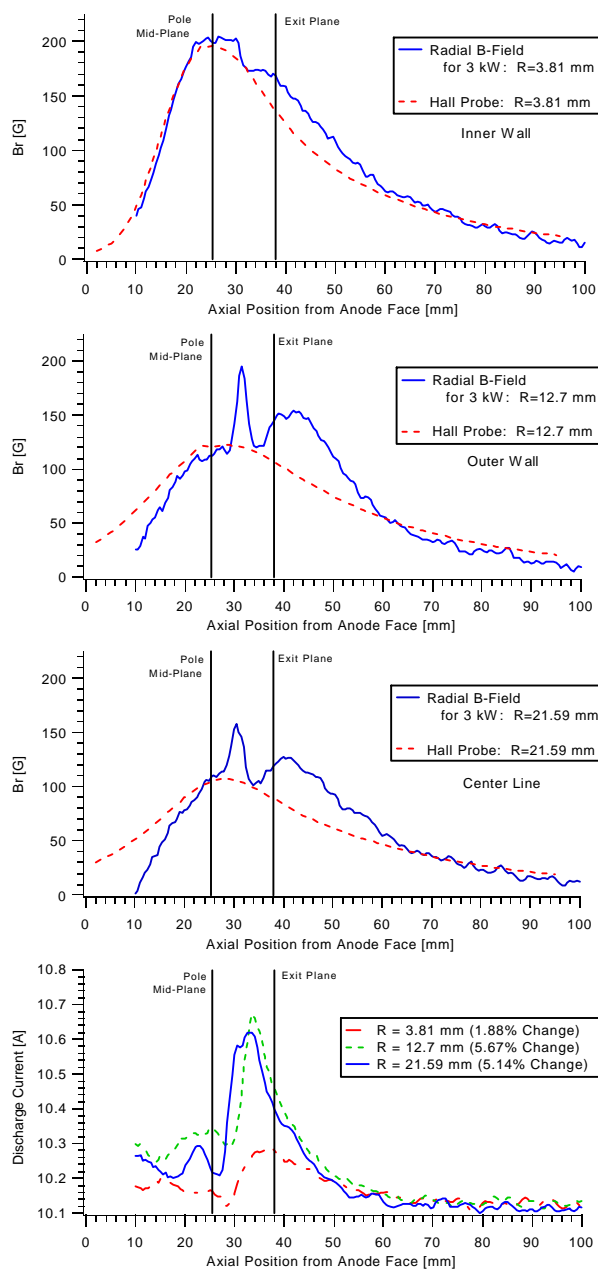 Pole
Mid-Plane
Exit Plane
200
150
100
50
0
Br [G]
Radial B-Field
for 3 kW: R=3.81 mm
Hall Probe: R=3.81 mm
Inner Wall
0 10 20 30 40 50 60 70 80 90 100
Axial Position from Anode Face [mm]
Pole
Mid-Plane
Exit Plane
200
150
100
50
0
Br [G]
Radial B-Field
for 3 kW: R=12.7 mm
Hall Probe: R=12.7 mm
Outer Wall
0 10 20 30 40 50 60 70 80 90 100
Axial Position from Anode Face [mm]
Pole
Mid-Plane
Exit Plane
200
150
100
50
0
Br [G]
Radial B-Field
for 3 kW: R=21.59 mm
Hall Probe: R=21.59 mm
Center Line
0 10 20 30 40 50 60 70 80 90 100
Axial Position from Anode Face [mm]
Pole
Mid-Plane
Exit Plane
10.8
10.7
10.6
10.5
10.4
10.3
10.2
10.1
Discharge Current [A]
R = 3.81 mm (1.88% Change)
R = 12.7 mm (5.67% Change)
R = 21.59 mm (5.14% Change)
0 10 20 30 40 50 60 70 80 90 100
Axial Position from Anode Face [mm]